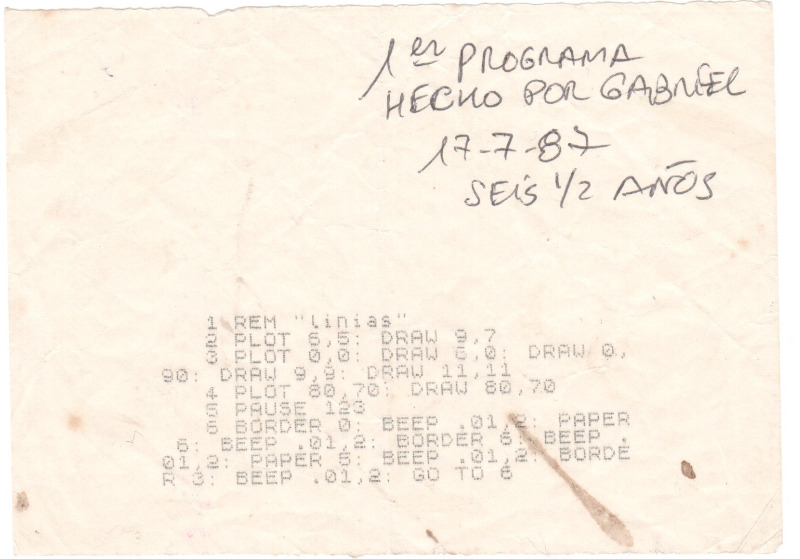 1er PROGRAMA
HECHO POR GABRIEL
17-7-87
SEIS 1/2 AÑOS
1 REM "linias"
2 PLOT 5,5: DRAW 9,7
3 PLOT 0,0: DRAW 6,0: DRAW 0,
90: DRAW 9,9: DRAW 11,11
4 PLOT 80,70: DRAW 80,70
5 PAUSE 123
6 BORDER 0: BEEP .01,2: PAPER
6: BEEP .01,2: BORDER 6: BEEP .
01,2: PAPER 5: BEEP .01,2: BORDE
R 3: BEEP .01,2: GO TO 6